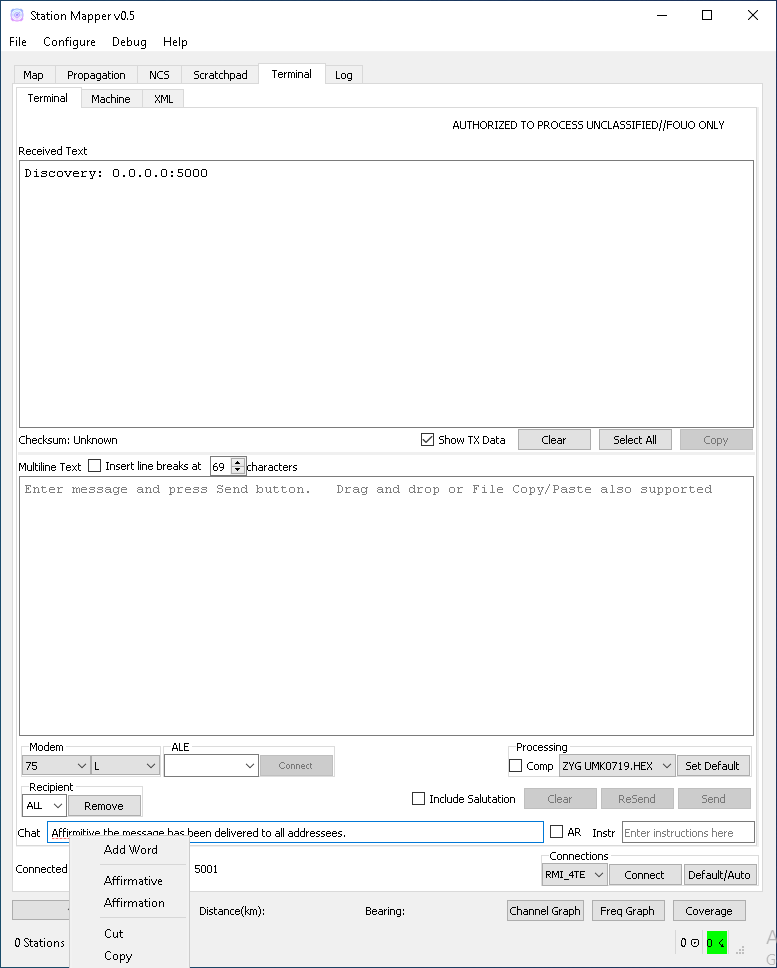 Station Mapper v0.5
File Configure Debug Help
Map Propagation NCS Scratchpad Terminal Log
Terminal Machine XML
AUTHORIZED TO PROCESS UNCLASSIFIED//FOUO ONLY
Received Text
Discovery: 0.0.0.0:5000
Checksum: Unknown Show TX Data Clear Select All Copy
Multiline Text Insert line breaks at 69 characters
Enter message and press Send button. Drag and drop or File Copy/Paste also supported
Modem ALE Processing
75 L Connect Comp ZYG UMK0719.HEX Set Default
Recipient
ALL Remove Include Salutation Clear ReSend Send
Chat Affirmitive the message has been delivered to all addressees. AR Instr Enter instructions here
Add Word
Connections
Connected 5001 RMI_4TE Connect Default/Auto
Affirmative
Affirmation
Distance(km): Bearing: Channel Graph Freq Graph Coverage
Cut
0 Stations 0 0
Copy